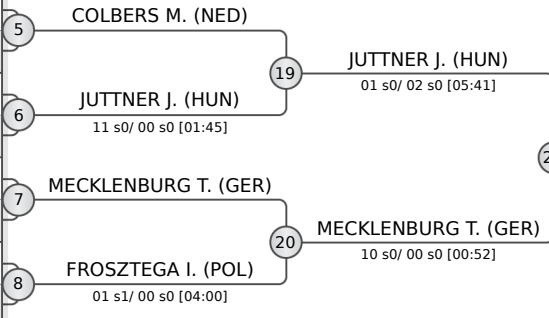 COLBERS M. (NED)
5
19
JUTTNER J. (HUN)
01 s0/ 02 s0 [05:41]
JUTTNER J. (HUN)
6
11 s0/ 00 s0 [01:45]
MECKLENBURG T. (GER)
7
20
MECKLENBURG T. (GER)
10 s0/ 00 s0 [00:52]
FROSZTEGA I. (POL)
8
01 s1/ 00 s0 [04:00]